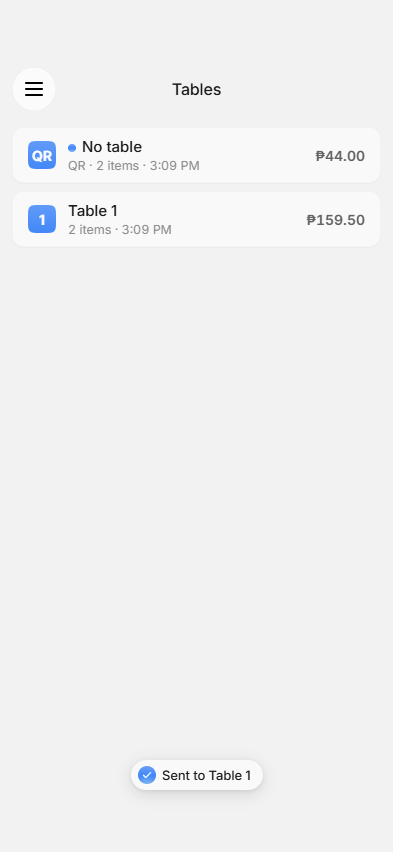 Tables
QR
No table
QR · 2 items · 3:09 PM
₱44.00
1
Table 1
2 items · 3:09 PM
₱159.50
Sent to Table 1